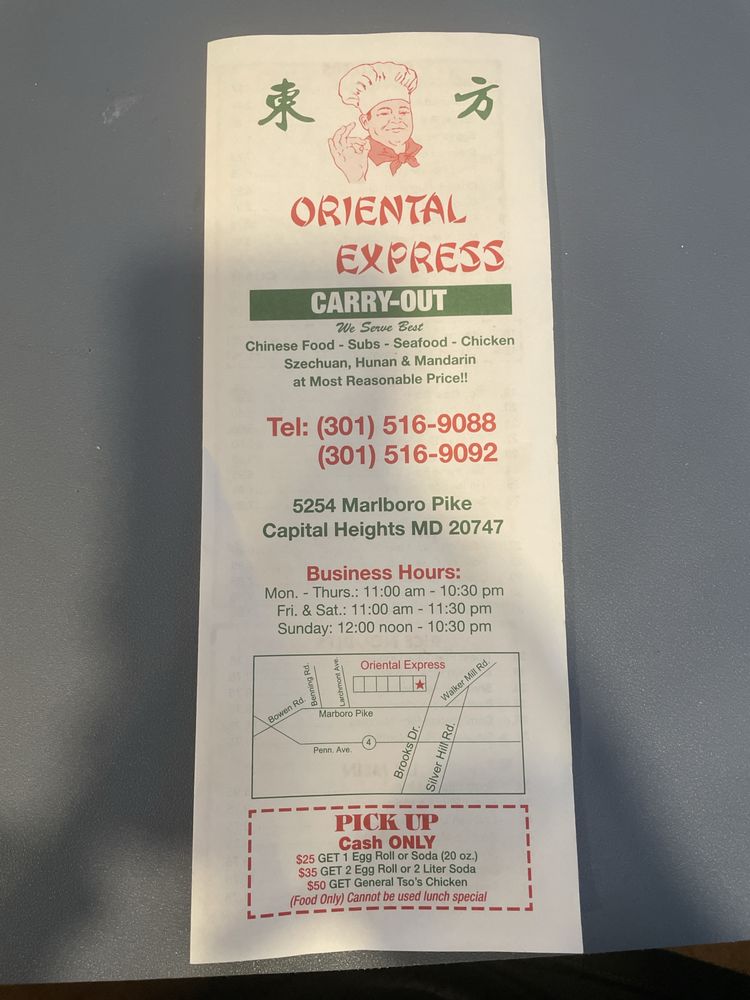 東 方
ORIENTAL
EXPRESS
CARRY-OUT
We Serve Best
Chinese Food - Subs - Seafood - Chicken
Szechuan, Hunan & Mandarin
at Most Reasonable Price!!
Tel: (301) 516-9088
(301) 516-9092
5254 Marlboro Pike
Capital Heights MD 20747
Business Hours:
Mon. - Thurs.: 11:00 am - 10:30 pm
Fri. & Sat.: 11:00 am - 11:30 pm
Sunday: 12:00 noon - 10:30 pm
Oriental Express
Bowen Rd.
Benning Rd.
Larchmont Ave.
Walker Mill Rd.
Marboro Pike
Penn. Ave.
4
Brooks Dr.
Silver Hill Rd.
PICK UP
Cash ONLY
$25 GET 1 Egg Roll or Soda (20 oz.)
$35 GET 2 Egg Roll or 2 Liter Soda
$50 GET General Tso's Chicken
(Food Only) Cannot be used lunch special